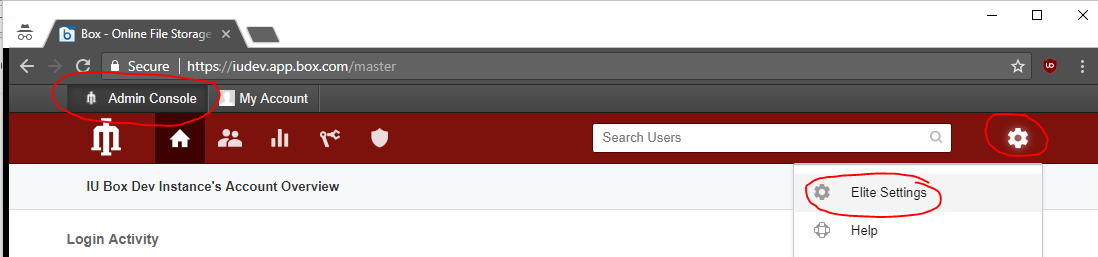 Box - Online File Storage
Secure https://iudev.app.box.com/master
Admin Console My Account
Search Users
IU Box Dev Instance's Account Overview
Elite Settings
Login Activity
Help